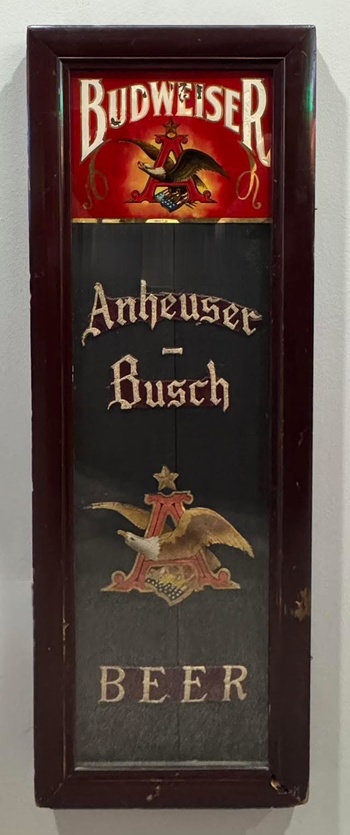 BUDWEISER
A
Anheuser
-
Busch
A
BEER